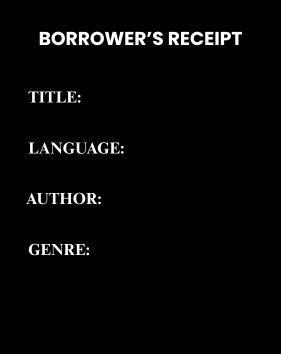 BORROWER’S RECEIPT
TITLE:
LANGUAGE:
AUTHOR:
GENRE: